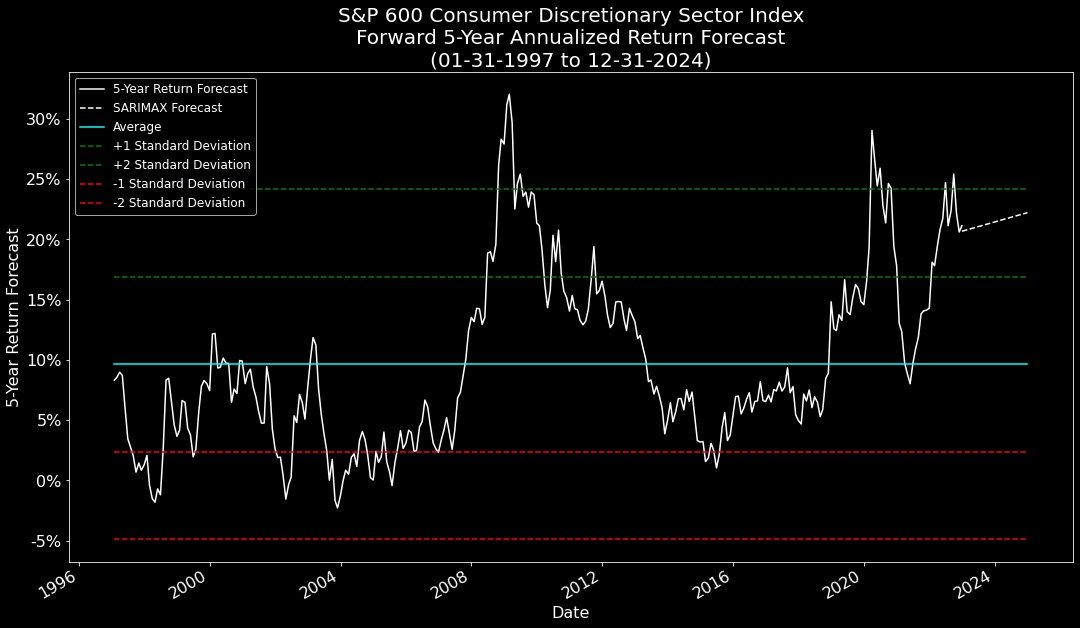 S&P 600 Consumer Discretionary Sector Index
Forward 5-Year Annualized Return Forecast
(01-31-1997 to 12-31-2024)
5-Year Return Forecast
SARIMAX Forecast
Average
+1 Standard Deviation
+2 Standard Deviation
-1 Standard Deviation
-2 Standard Deviation
30%
25%
20%
15%
10%
5%
0%
-5%
5-Year Return Forecast
1996
2000
2004
2008
2012
2016
2020
2024
Date